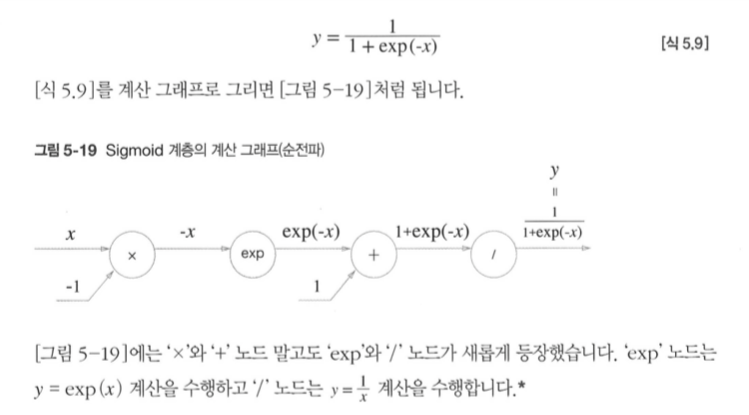 y = 1 / 1 + exp(-x) [식 5.9]
[식 5.9]를 계산 그래프로 그리면 [그림 5-19]처럼 됩니다.
그림 5-19 Sigmoid 계층의 계산 그래프(순전파)
y
=
x -x exp(-x) 1+exp(-x) 1 / 1+exp(-x)
× exp + /
-1 1
[그림 5-19]에는 ‘×’와 ‘+’ 노드 말고도 ‘exp’와 ‘/’ 노드가 새롭게 등장했습니다. ‘exp’ 노드는
y = exp(x) 계산을 수행하고 ‘/’ 노드는 y = 1/x 계산을 수행합니다.*